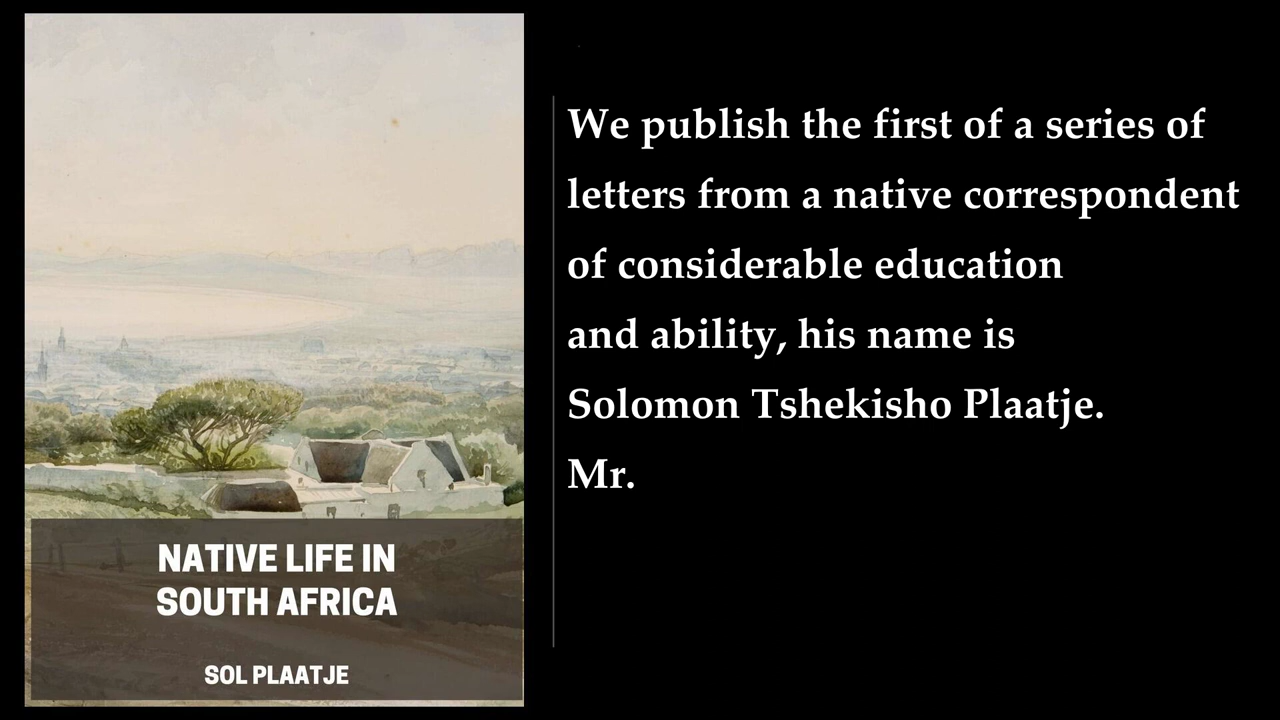 We publish the first of a series of
letters from a native correspondent
of considerable education
and ability, his name is
Solomon Tshekisho Plaatje.
Mr.
NATIVE LIFE IN
SOUTH AFRICA
SOL PLAATJE